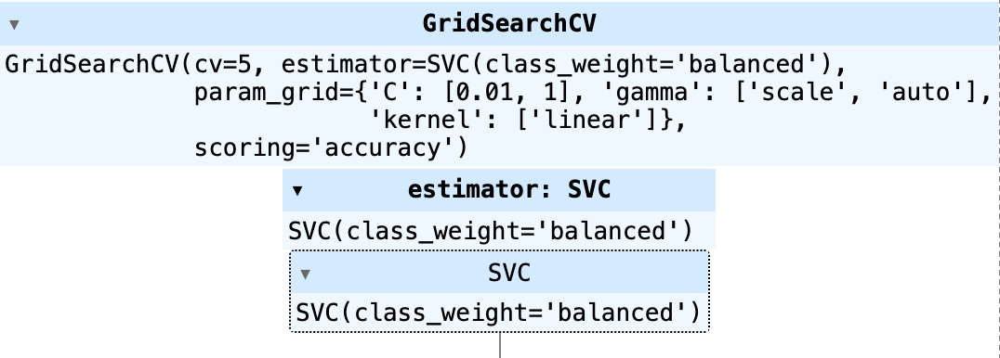 GridSearchCV
GridSearchCV(cv=5, estimator=SVC(class_weight='balanced'),
param_grid={'C': [0.01, 1], 'gamma': ['scale', 'auto'],
'kernel': ['linear']},
scoring='accuracy')
estimator: SVC
SVC(class_weight='balanced')
SVC
SVC(class_weight='balanced')